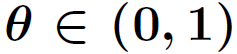 θ ∈ (0, 1)